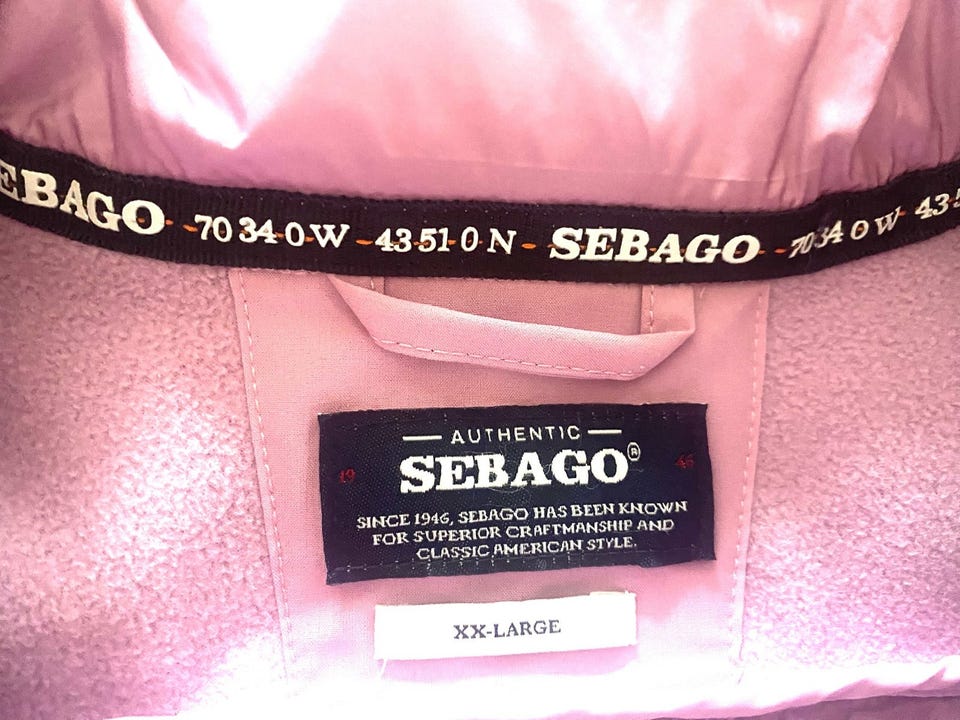 EBAGO - 70 34 0 W - 43 51 0 N - SEBAGO - 70 34 0 W - 43 5
— AUTHENTIC —
SEBAGO®
19 46
SINCE 1946, SEBAGO HAS BEEN KNOWN
FOR SUPERIOR CRAFTMANSHIP AND
CLASSIC AMERICAN STYLE.
XX-LARGE